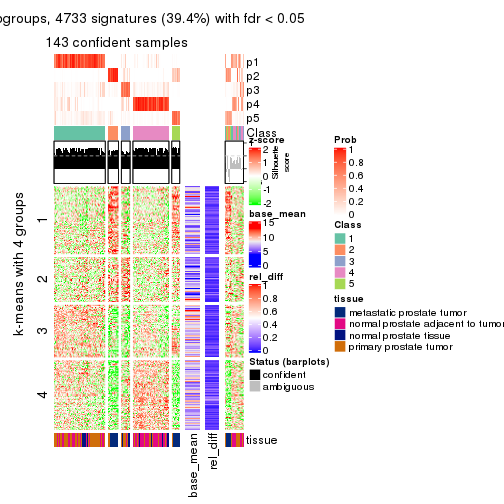 ogroups, 4733 signatures (39.4%) with fdr < 0.05
143 confident samples
p1
p2
p3
p4
p5
Class
Silhouette
score
k-means with 4 groups
1
2
3
4
base_mean
rel_diff
tissue
z-score
2
1
0
-1
-2
base_mean
15
10
5
0
rel_diff
1
0.8
0.6
0.4
0.2
0
Status (barplots)
confident
ambiguous
Prob
1
0.8
0.6
0.4
0.2
0
Class
1
2
3
4
5
tissue
metastatic prostate tumor
normal prostate adjacent to tumor
normal prostate tissue
primary prostate tumor